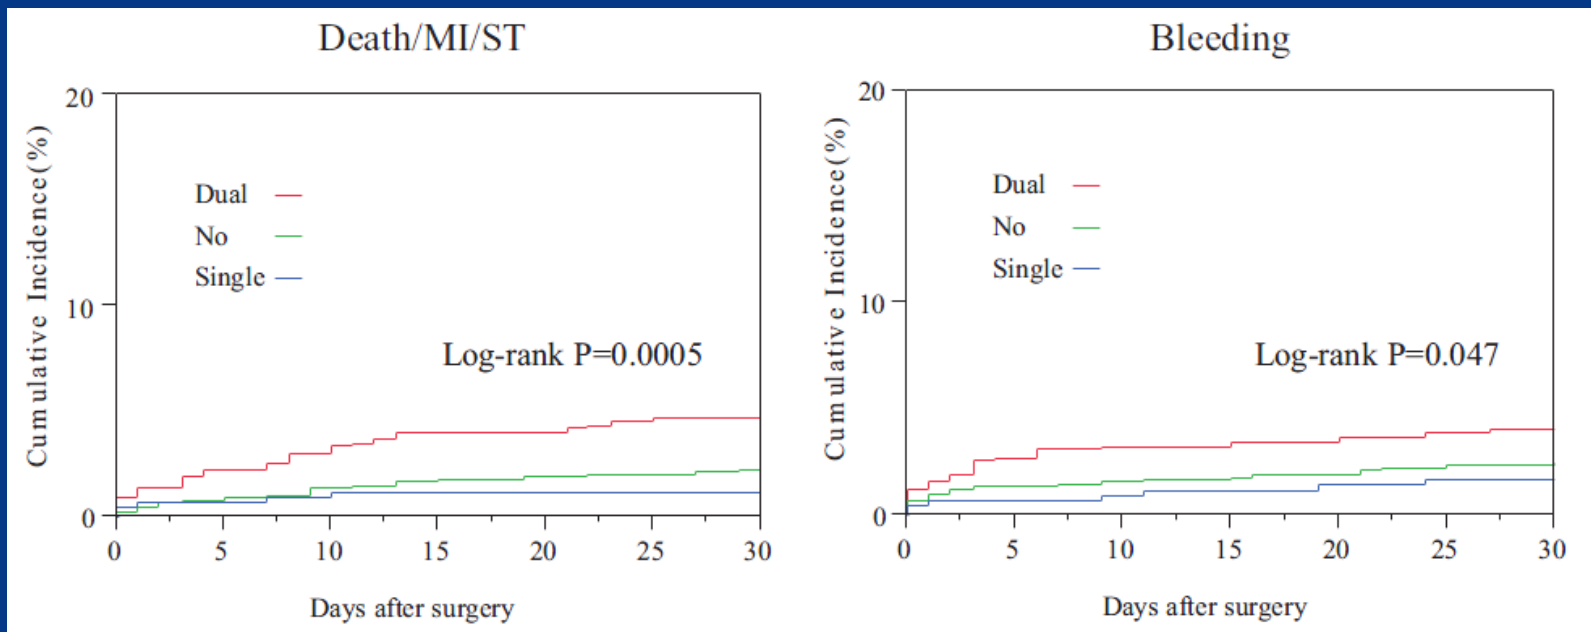 Death/MI/ST
Cumulative Incidence(%)
20
10
0
Dual
No
Single
Log-rank P=0.0005
0 5 10 15 20 25 30
Days after surgery
Bleeding
Cumulative Incidence(%)
20
10
0
Dual
No
Single
Log-rank P=0.047
0 5 10 15 20 25 30
Days after surgery